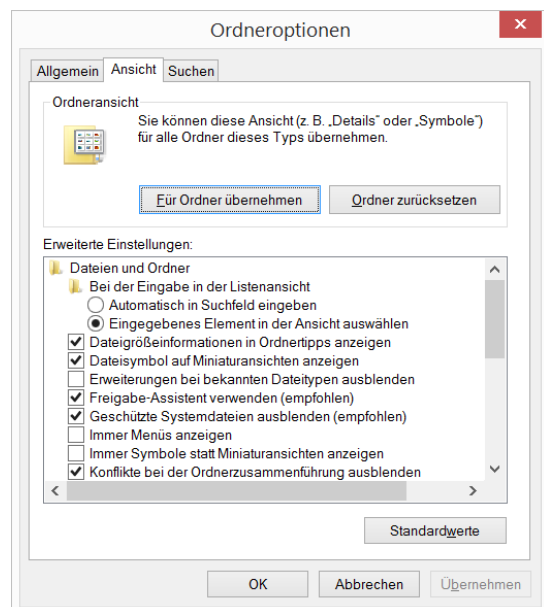 Ordneroptionen
Allgemein Ansicht Suchen
Ordneransicht
Sie können diese Ansicht (z. B. „Details" oder „Symbole")
für alle Ordner dieses Typs übernehmen.
Für Ordner übernehmen Ordner zurücksetzen
Erweiterte Einstellungen:
Dateien und Ordner
Bei der Eingabe in der Listenansicht
Automatisch in Suchfeld eingeben
Eingegebenes Element in der Ansicht auswählen
Dateigrößeinformationen in Ordnertipps anzeigen
Dateisymbol auf Miniaturansichten anzeigen
Erweiterungen bei bekannten Dateitypen ausblenden
Freigabe-Assistent verwenden (empfohlen)
Geschützte Systemdateien ausblenden (empfohlen)
Immer Menüs anzeigen
Immer Symbole statt Miniaturansichten anzeigen
Konflikte bei der Ordnerzusammenführung ausblenden
Standardwerte
OK Abbrechen Übernehmen